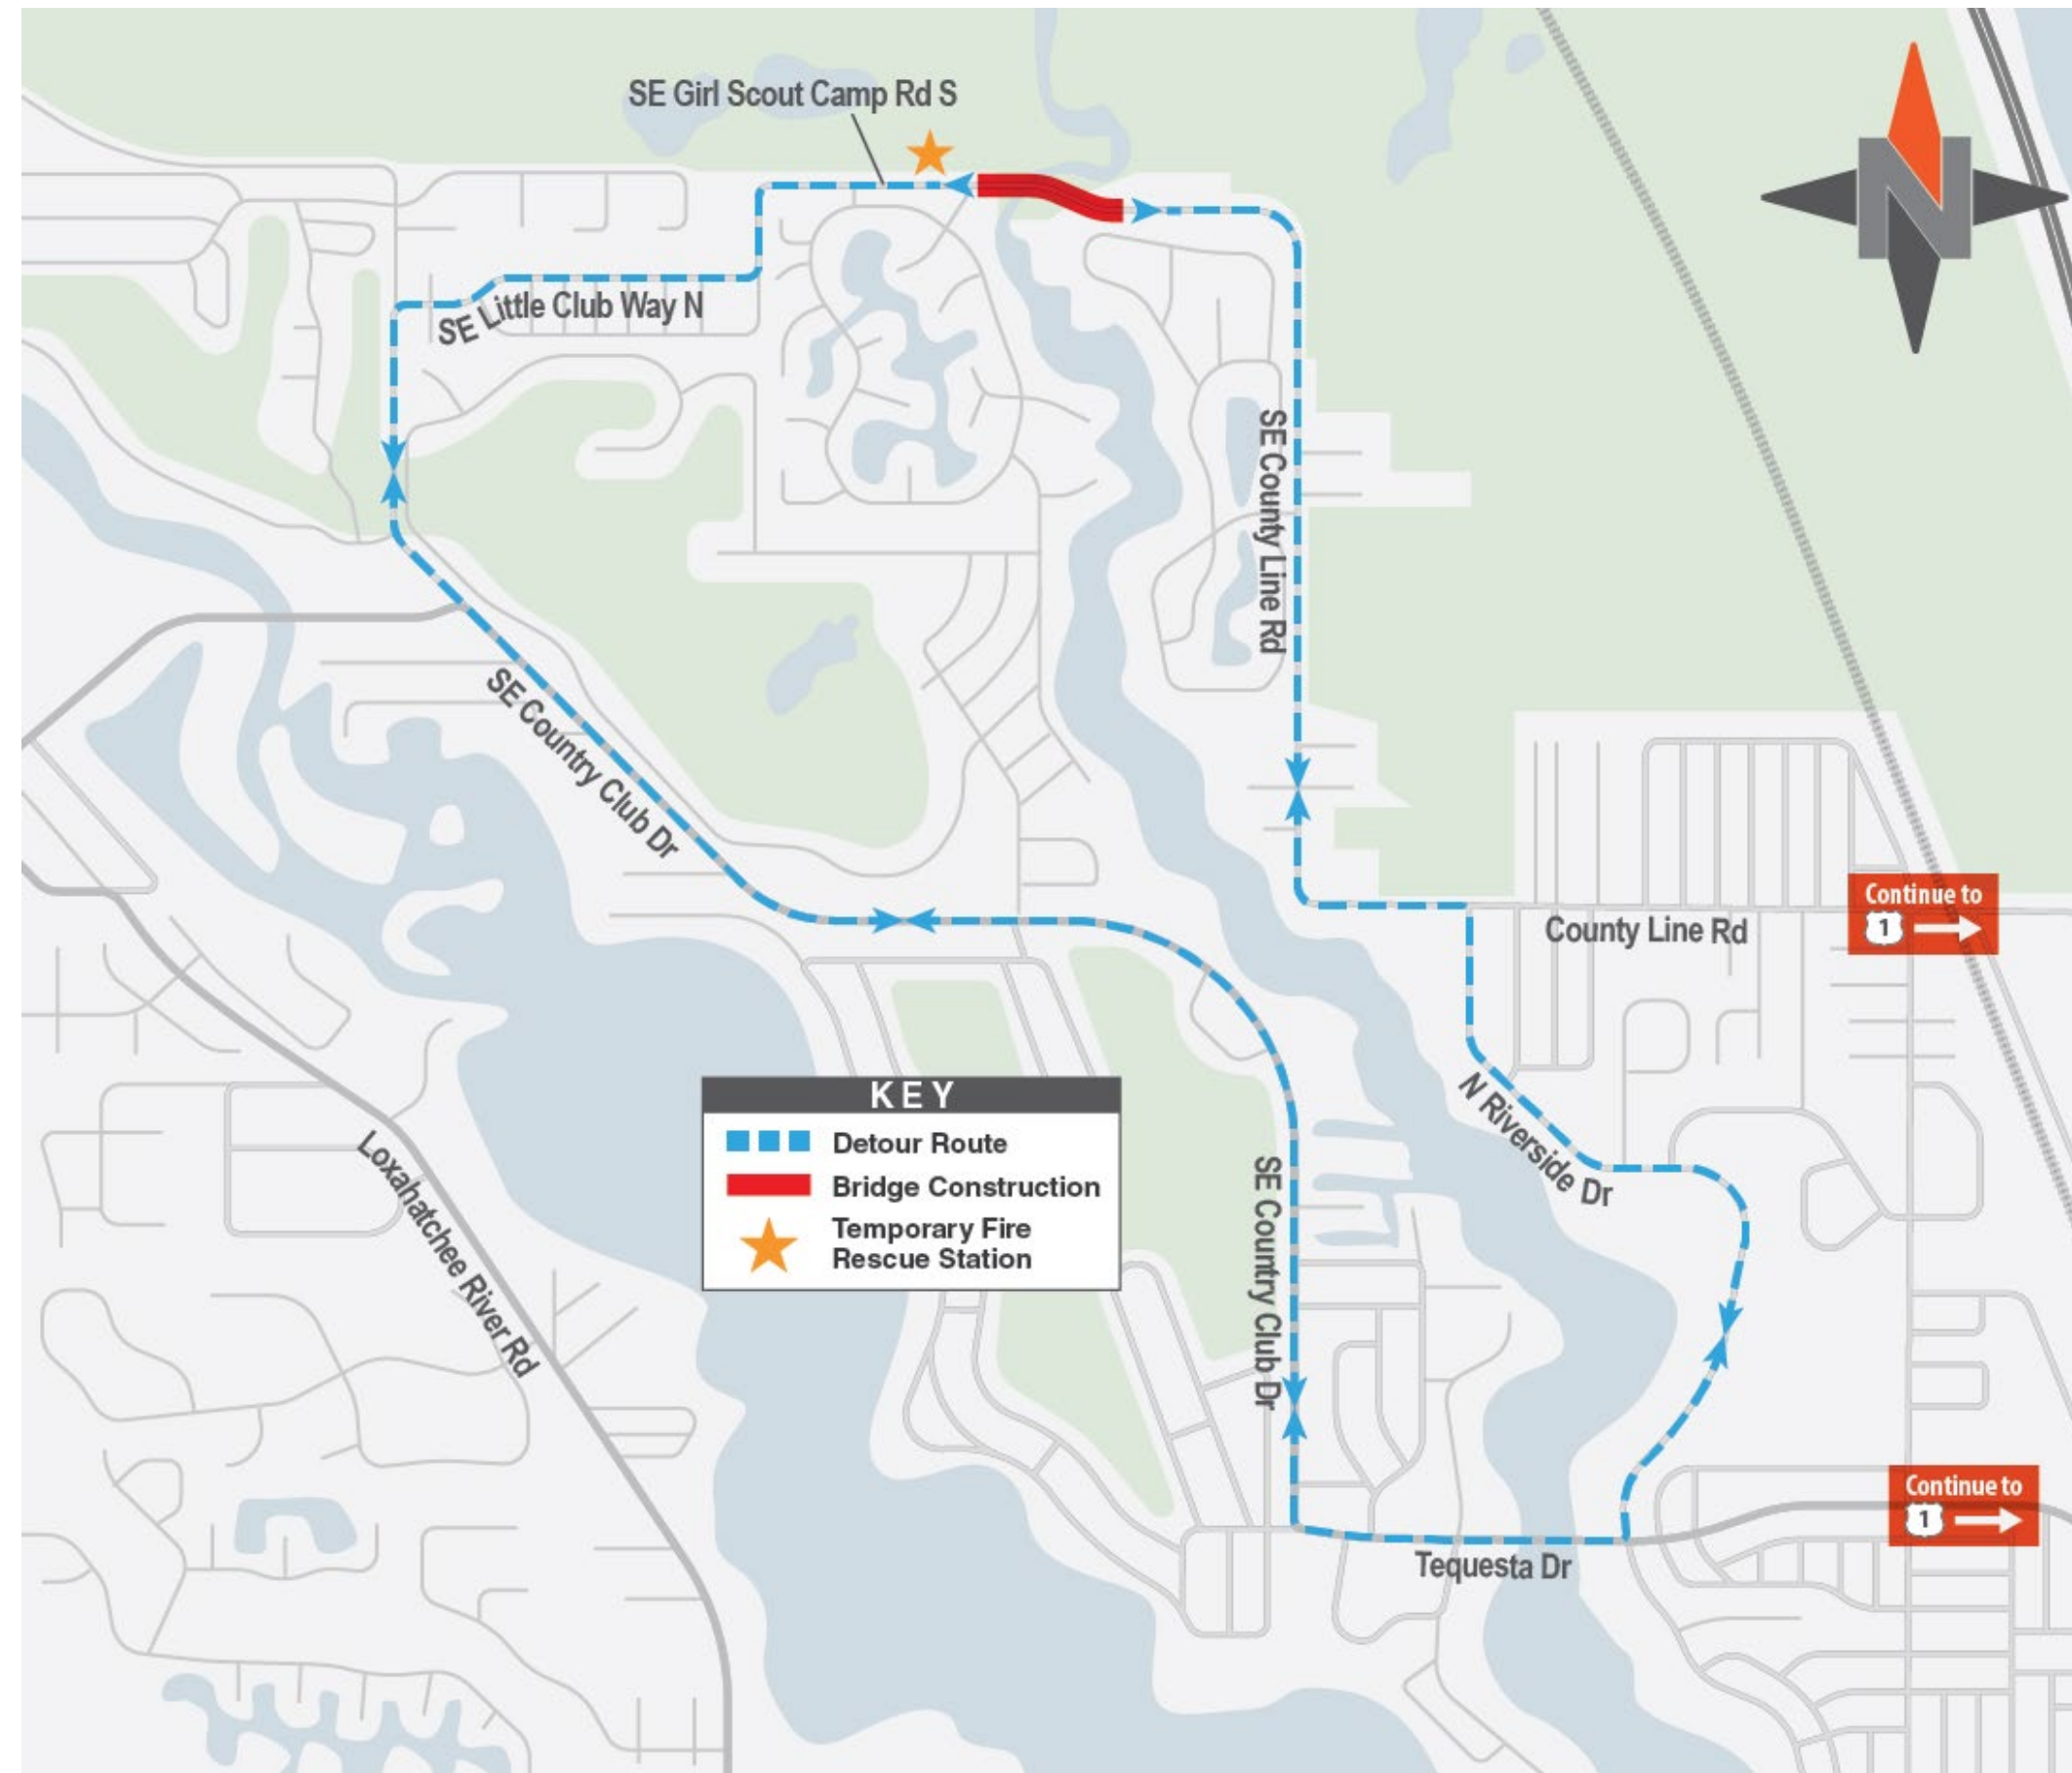 SE Girl Scout Camp Rd S
N
SE Little Club Way N
SE County Line Rd
SE Country Club Dr
Continue to
1
County Line Rd
N Riverside Dr
KEY
Detour Route
Bridge Construction
Temporary Fire
Rescue Station
Loxahatchee River Rd
SE Country Club Dr
Continue to
1
Tequesta Dr